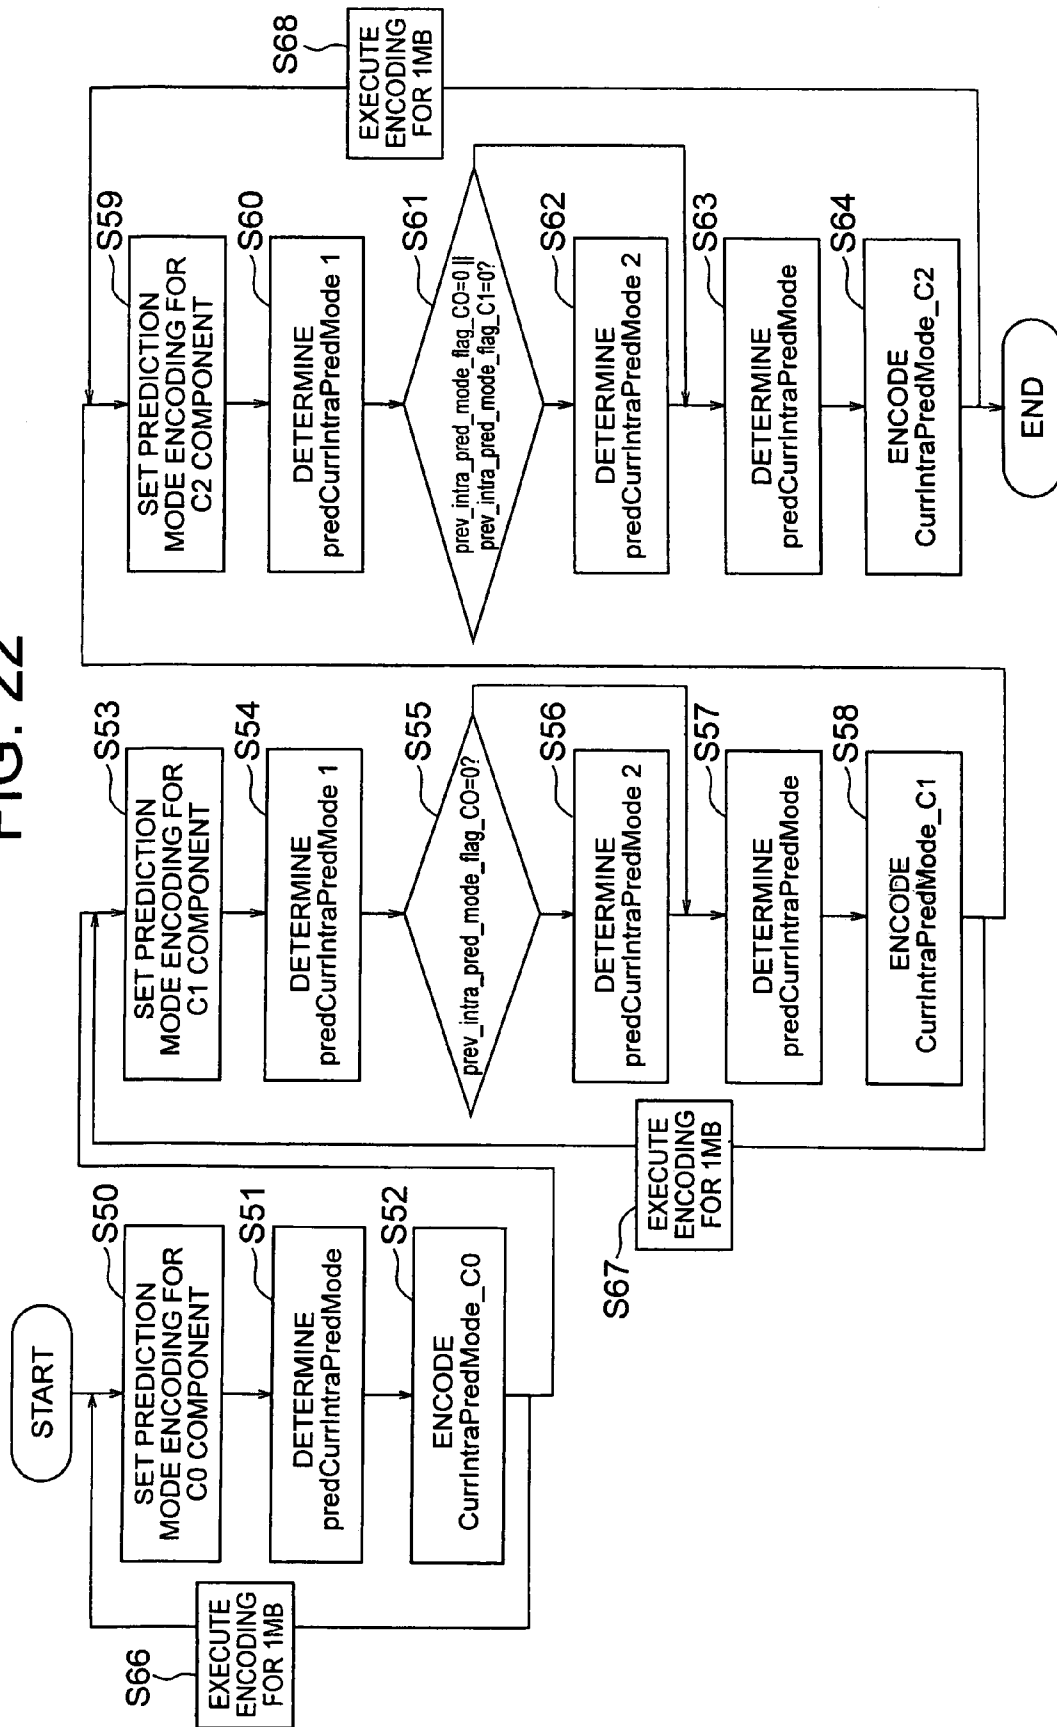 FIG. 22
START
S50
SET PREDICTION
MODE ENCODING FOR
C0 COMPONENT
S51
DETERMINE
predCurrIntraPredMode
S52
ENCODE
CurrIntraPredMode_C0
S66
EXECUTE
ENCODING
FOR 1MB
S53
SET PREDICTION
MODE ENCODING FOR
C1 COMPONENT
S54
DETERMINE
predCurrIntraPredMode 1
S55
prev_intra_pred_mode_flag_CO=0?
S56
DETERMINE
predCurrIntraPredMode 2
S57
DETERMINE
predCurrIntraPredMode
S58
ENCODE
CurrIntraPredMode_C1
S67
EXECUTE
ENCODING
FOR 1MB
S59
SET PREDICTION
MODE ENCODING FOR
C2 COMPONENT
S60
DETERMINE
predCurrIntraPredMode 1
S61
prev_intra_pred_mode_flag_CO=0 ||
prev_intra_pred_mode_flag_C1=0?
S62
DETERMINE
predCurrIntraPredMode 2
S63
DETERMINE
predCurrIntraPredMode
S64
ENCODE
CurrIntraPredMode_C2
S68
EXECUTE
ENCODING
FOR 1MB
END